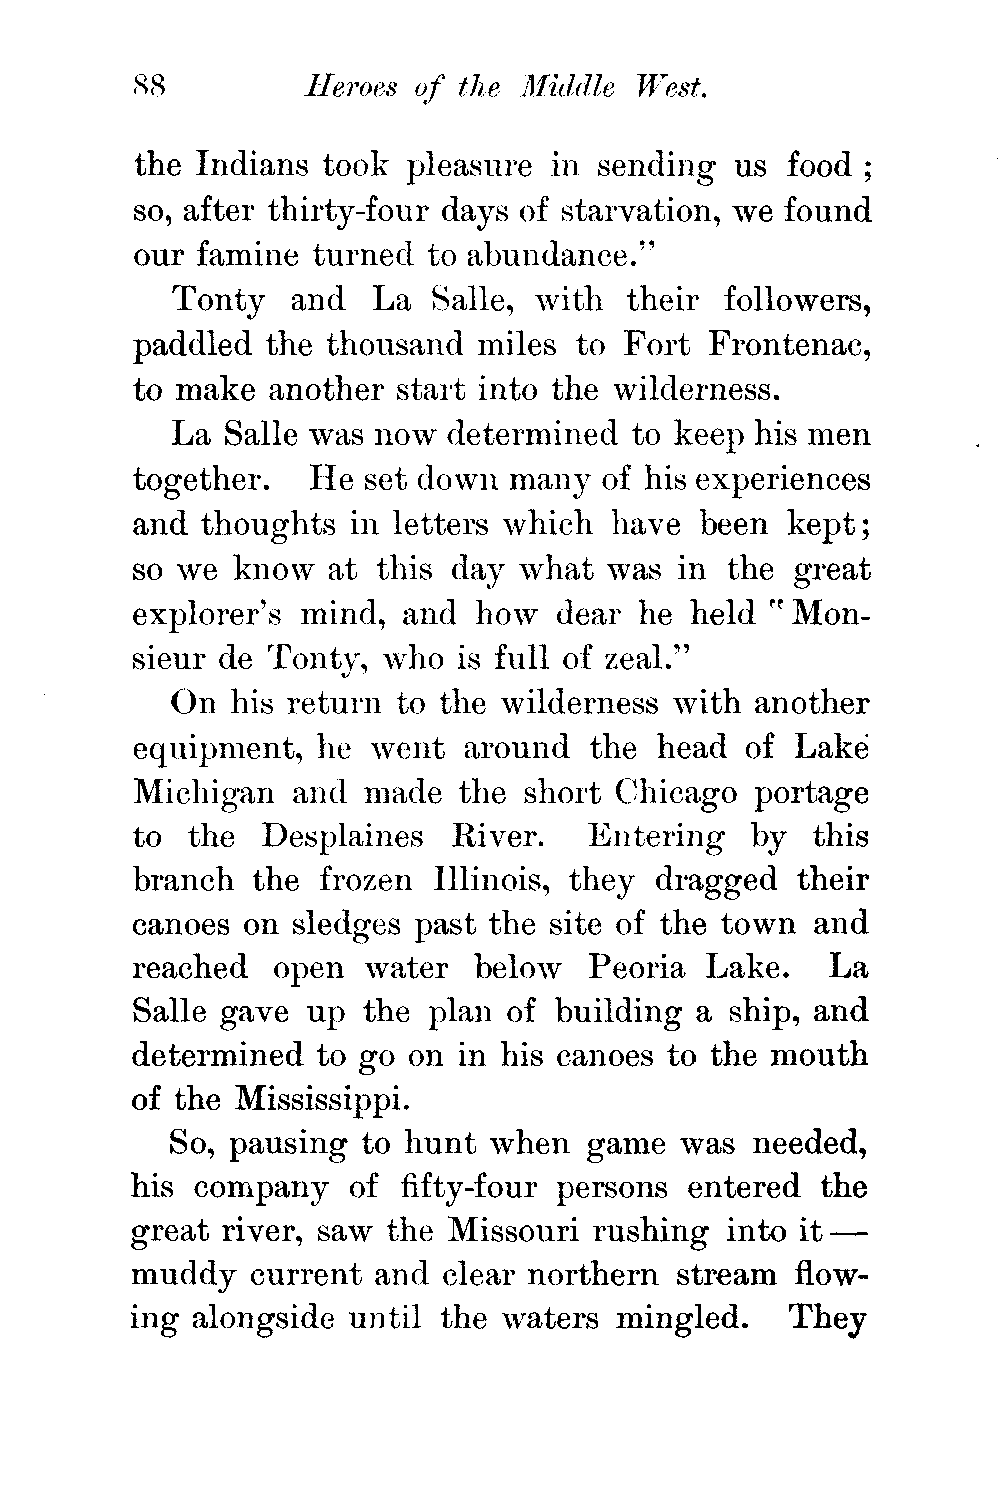 88 Heroes of the Middle West.
the Indians took pleasure in sending us food ;
so, after thirty-four days of starvation, we found
our famine turned to abundance."
Tonty and La Salle, with their followers,
paddled the thousand miles to Fort Frontenac,
to make another start into the wilderness.
La Salle was now determined to keep his men
together. He set down many of his experiences
and thoughts in letters which have been kept;
so we know at this day what was in the great
explorer's mind, and how dear he held "Mon-
sieur de Tonty, who is full of zeal."
On his return to the wilderness with another
equipment, he went around the head of Lake
Michigan and made the short Chicago portage
to the Desplaines River. Entering by this
branch the frozen Illinois, they dragged their
canoes on sledges past the site of the town and
reached open water below Peoria Lake. La
Salle gave up the plan of building a ship, and
determined to go on in his canoes to the mouth
of the Mississippi.
So, pausing to hunt when game was needed,
his company of fifty-four persons entered the
great river, saw the Missouri rushing into it —
muddy current and clear northern stream flow-
ing alongside until the waters mingled. They